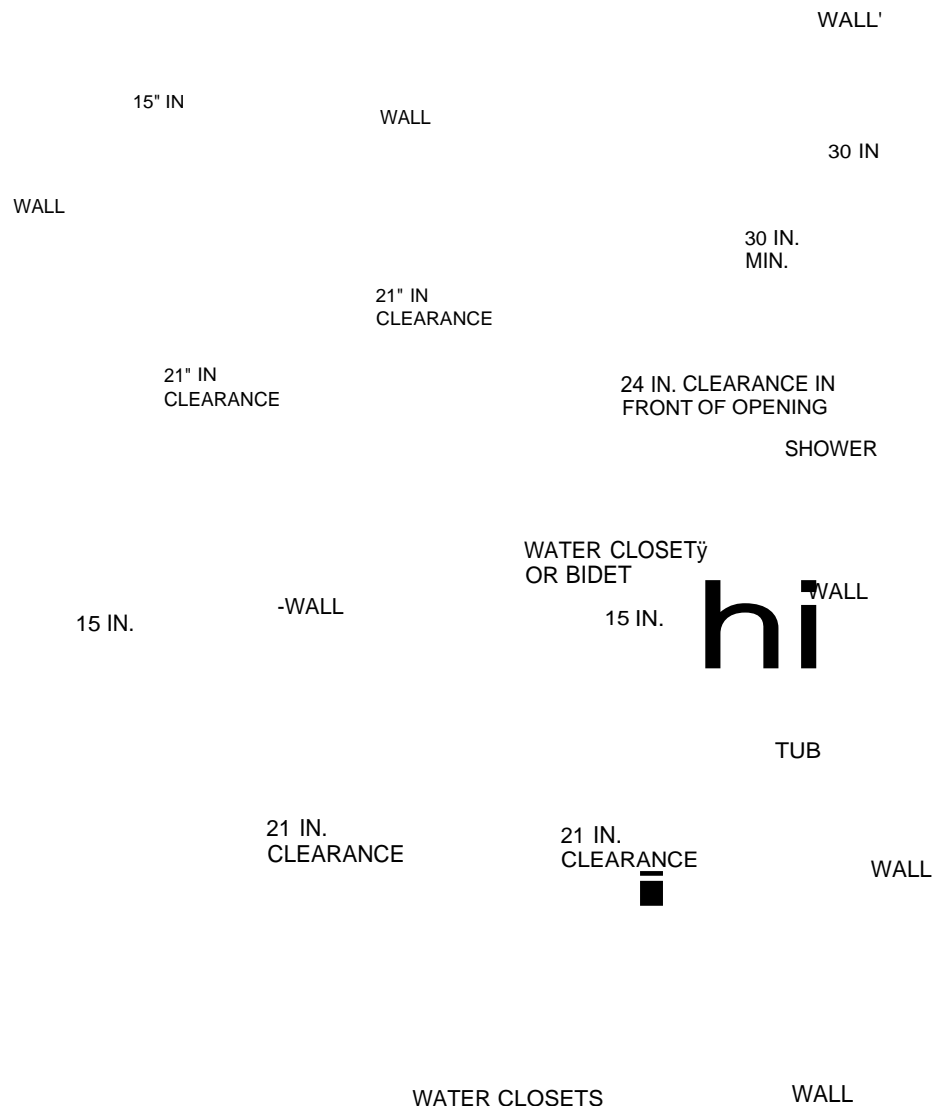 WALL'
15" IN
WALL
30 IN
WALL
30 IN.
MIN.
21" IN
CLEARANCE
21" IN
CLEARANCE
24 IN. CLEARANCE IN
FRONT OF OPENING
SHOWER
WATER CLOSETÿ
OR BIDET
hi
WALL
-WALL
15 IN.
15 IN.
TUB
21 IN.
CLEARANCE
21 IN.
CLEARANCE
i
WALL
WATER CLOSETS
WALL